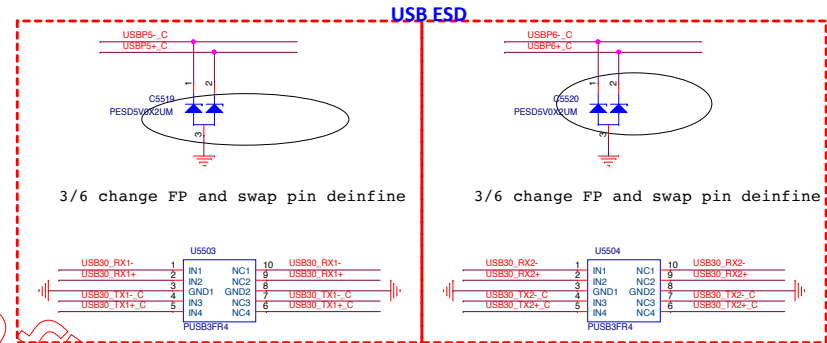 USB ESD
USBP5-_C
USBP5+_C
1
2
C5519
PESD5V0X2UM
3
3/6 change FP and swap pin deinfine
USBP6-_C
USBP6+_C
1
2
C5520
PESD5V0X2UM
3
3/6 change FP and swap pin deinfine
U5503
USB30_RX1- 1 IN1 NC1 10 USB30_RX1-
USB30_RX1+ 2 IN2 NC2 9 USB30_RX1+
3 GND1 GND2 8
USB30_TX1-_C 4 IN3 NC3 7 USB30_TX1-_C
USB30_TX1+_C 5 IN4 NC4 6 USB30_TX1+_C
PUSB3FR4
U5504
USB30_RX2- 1 IN1 NC1 10 USB30_RX2-
USB30_RX2+ 2 IN2 NC2 9 USB30_RX2+
3 GND1 GND2 8
USB30_TX2-_C 4 IN3 NC3 7 USB30_TX2-_C
USB30_TX2+_C 5 IN4 NC4 6 USB30_TX2+_C
PUSB3FR4